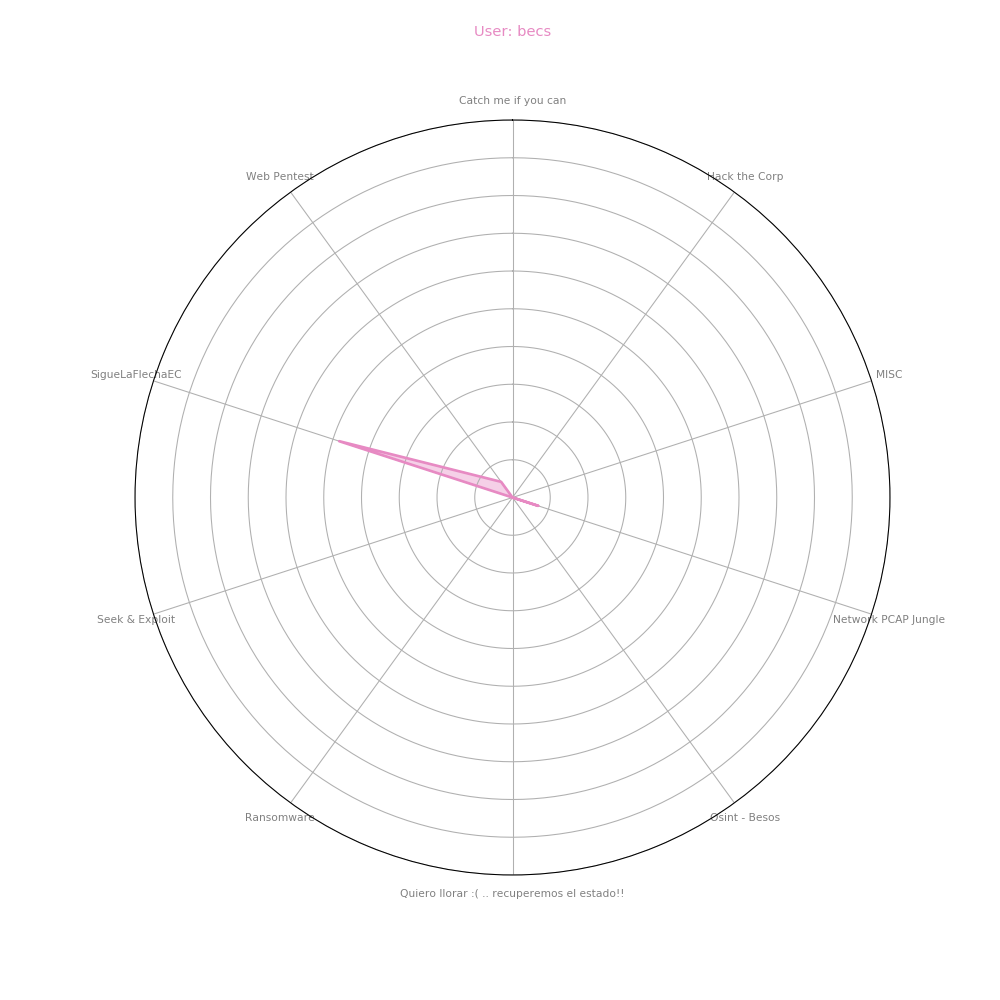 User: becs
Catch me if you can
Web Pentest
Hack the Corp
SigueLaFlechaEC
MISC
Seek & Exploit
Network PCAP Jungle
Ransomware
Osint - Besos
Quiero llorar :( .. recuperemos el estado!!